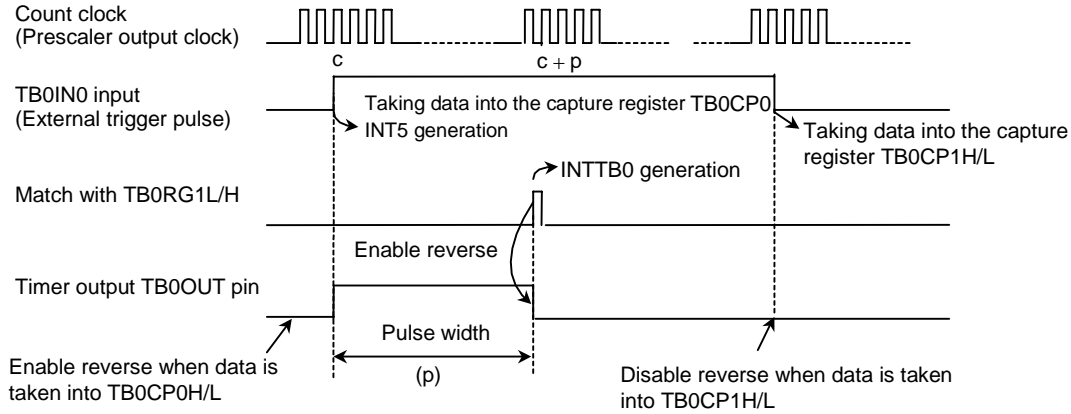 Count clock
(Prescaler output clock)
c
c + p
TB0IN0 input
(External trigger pulse)
Taking data into the capture register TB0CP0
INT5 generation
Taking data into the capture
register TB0CP1H/L
INTTB0 generation
Match with TB0RG1L/H
Enable reverse
Timer output TB0OUT pin
Pulse width
(p)
Enable reverse when data is
taken into TB0CP0H/L
Disable reverse when data is taken
into TB0CP1H/L